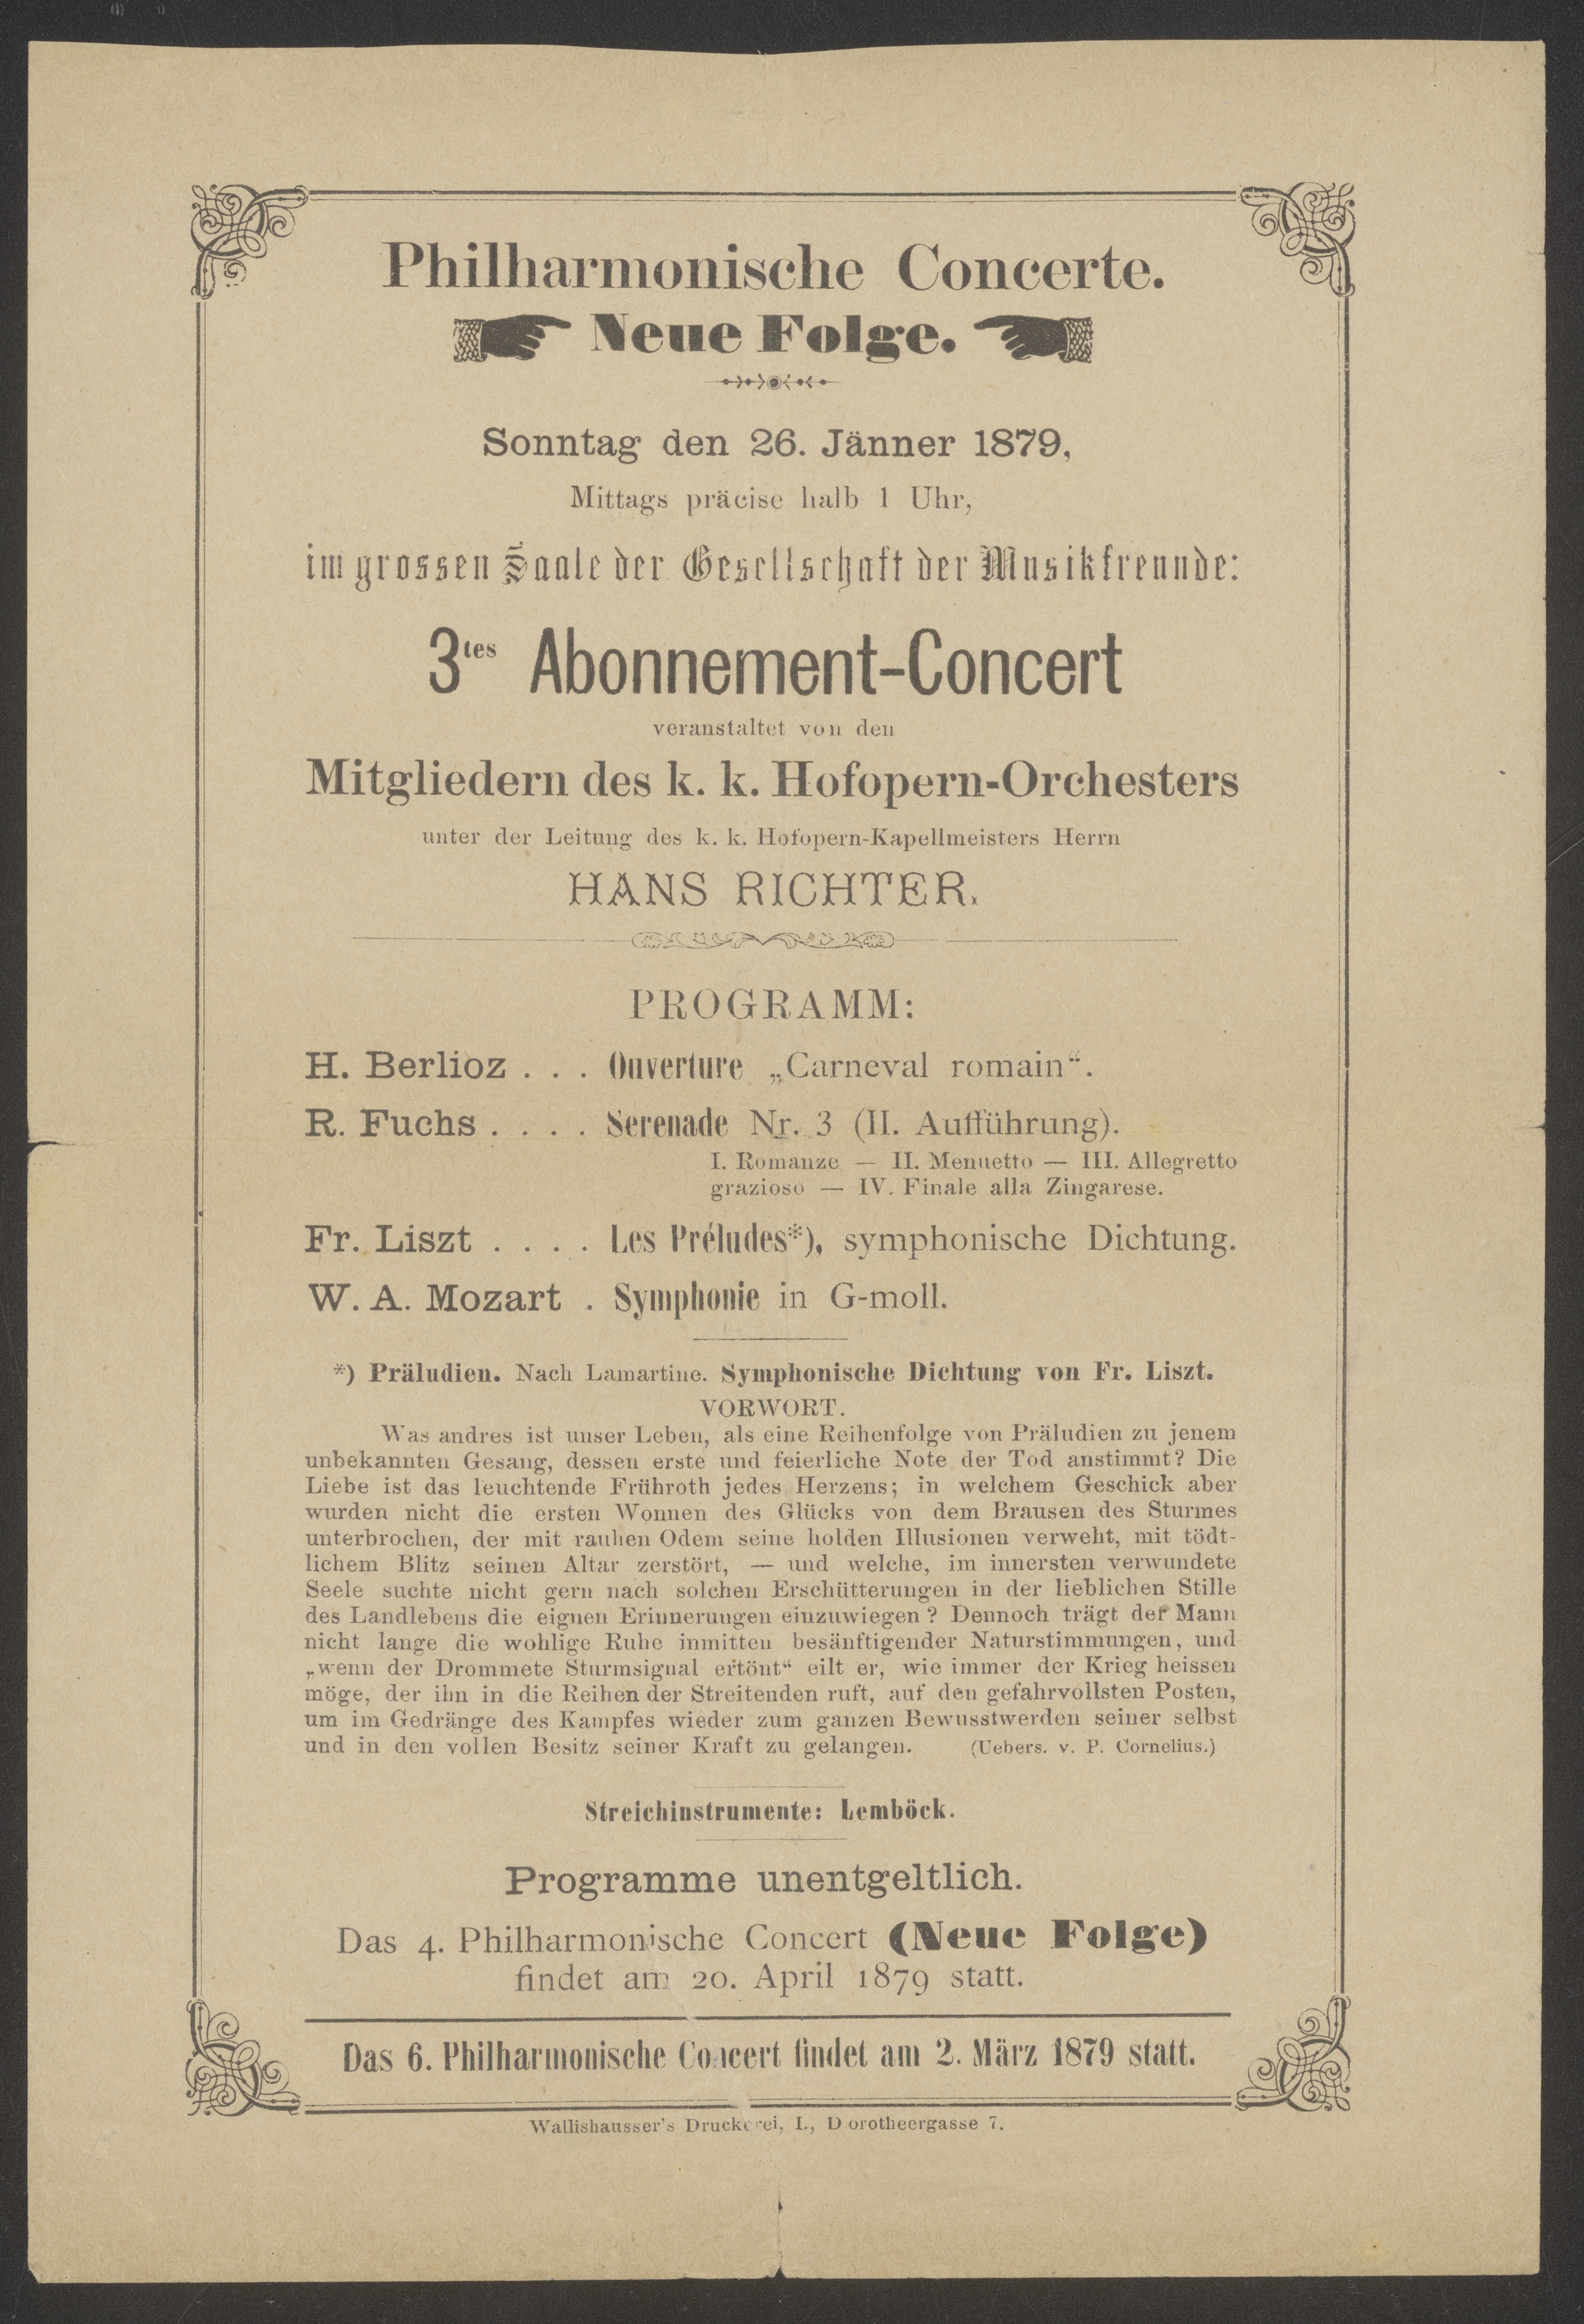 Philharmonische Concerte.
Neue Folge.
Sonntag den 26. Jänner 1879,
Mittags präcise halb 1 Uhr,
im grossen Saale der Gesellschaft der Musikfreunde:
3tes Abonnement-Concert
veranstaltet von den
Mitgliedern des k. k. Hofopern-Orchesters
unter der Leitung des k. k. Hofopern-Kapellmeisters Herrn
HANS RICHTER.
PROGRAMM:
H. Berlioz . . . Ouverture „Carneval romain“.
R. Fuchs . . . . Serenade Nr. 3 (II. Aufführung).
I. Romanze — II. Menuetto — III. Allegretto
grazioso — IV. Finale alla Zingarese.
Fr. Liszt . . . . Les Préludes*), symphonische Dichtung.
W. A. Mozart . Symphonie in G-moll.
*) Präludien. Nach Lamartine. Symphonische Dichtung von Fr. Liszt.
VORWORT.
Was andres ist unser Leben, als eine Reihenfolge von Präludien zu jenem
unbekannten Gesang, dessen erste und feierliche Note der Tod anstimmt? Die
Liebe ist das leuchtende Frühroth jedes Herzens; in welchem Geschick aber
wurden nicht die ersten Wonnen des Glücks von dem Brausen des Sturmes
unterbrochen, der mit rauhen Odem seine holden Illusionen verweht, mit tödt-
lichem Blitz seinen Altar zerstört, — und welche, im innersten verwundete
Seele suchte nicht gern nach solchen Erschütterungen in der lieblichen Stille
des Landlebens die eignen Erinnerungen einzuwiegen? Dennoch trägt der Mann
nicht lange die wohlige Ruhe inmitten besänftigender Naturstimmungen, und
„wenn der Drommete Sturmsignal ertönt“ eilt er, wie immer der Krieg heissen
möge, der ihn in die Reihen der Streitenden ruft, auf den gefahrvollsten Posten,
um im Gedränge des Kampfes wieder zum ganzen Bewusstwerden seiner selbst
und in den vollen Besitz seiner Kraft zu gelangen. (Uebers. v. P. Cornelius.)
Streichinstrumente: Lemböck.
Programme unentgeltlich.
Das 4. Philharmonische Concert (Neue Folge)
findet am 20. April 1879 statt.
Das 6. Philharmonische Concert findet am 2. März 1879 statt.
Wallishausser's Druckerei, I., Dorotheergasse 7.